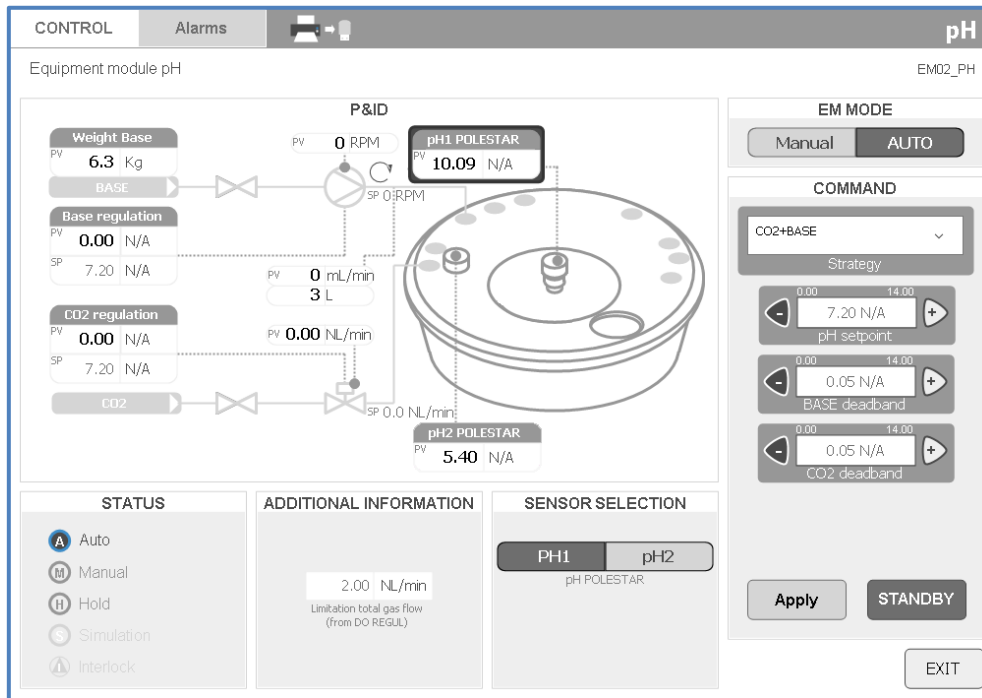 CONTROL
Alarms
pH
Equipment module pH
EM02_PH
P&ID
Weight Base
PV 6.3 Kg
BASE
Base regulation
PV 0.00 N/A
SP 7.20 N/A
CO2 regulation
PV 0.00 N/A
SP 7.20 N/A
CO2
PV 0 RPM
SP 0 RPM
PV 0 mL/min
3 L
PV 0.00 NL/min
SP 0.0 NL/min
pH1 POLESTAR
PV 10.09 N/A
pH2 POLESTAR
PV 5.40 N/A
EM MODE
Manual AUTO
COMMAND
CO2+BASE
Strategy
0.00 14.00
- 7.20 N/A +
pH setpoint
0.00 14.00
- 0.05 N/A +
BASE deadband
0.00 14.00
- 0.05 N/A +
CO2 deadband
Apply STANDBY
STATUS
A Auto
M Manual
H Hold
S Simulation
I Interlock
ADDITIONAL INFORMATION
2.00 NL/min
Limitation total gas flow
(from DO REGUL)
SENSOR SELECTION
PH1 pH2
pH POLESTAR
EXIT